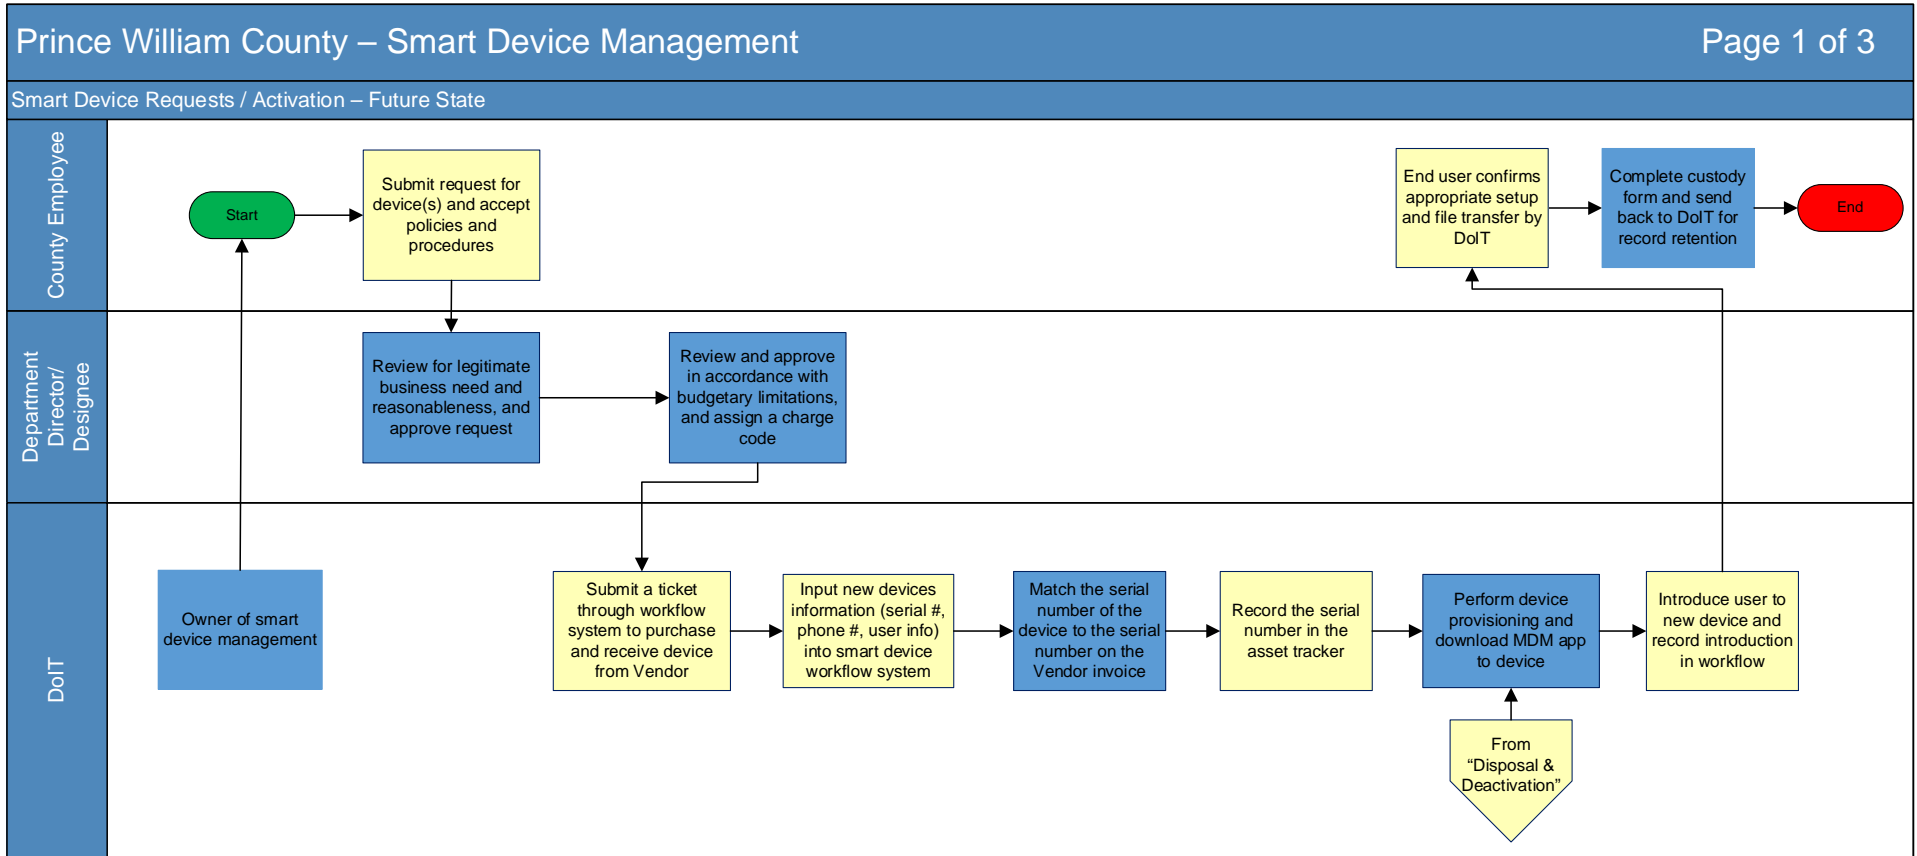 Prince William County – Smart Device Management
Page 1 of 3
Smart Device Requests / Activation – Future State
County Employee
Start
Submit request for
device(s) and accept
policies and
procedures
End user confirms
appropriate setup
and file transfer by
DoIT
Complete custody
form and send
back to DoIT for
record retention
End
Department
Director/
Designee
Review for legitimate
business need and
reasonableness, and
approve request
Review and approve
in accordance with
budgetary limitations,
and assign a charge
code
DoIT
Owner of smart
device management
Submit a ticket
through workflow
system to purchase
and receive device
from Vendor
Input new devices
information (serial #,
phone #, user info)
into smart device
workflow system
Match the serial
number of the
device to the serial
number on the
Vendor invoice
Record the serial
number in the
asset tracker
Perform device
provisioning and
download MDM app
to device
Introduce user to
new device and
record introduction
in workflow
From
“Disposal &
Deactivation”